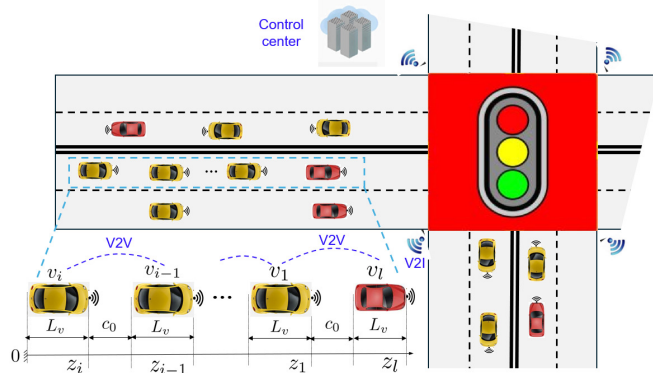 Control
center
V2V V2V V2I
$v_i$ $v_{i-1}$ ... $v_1$ $v_l$
...
$L_v$ $c_0$ $L_v$ $L_v$ $c_0$ $L_v$
0 $z_i$ $z_{i-1}$ $z_1$ $z_l$